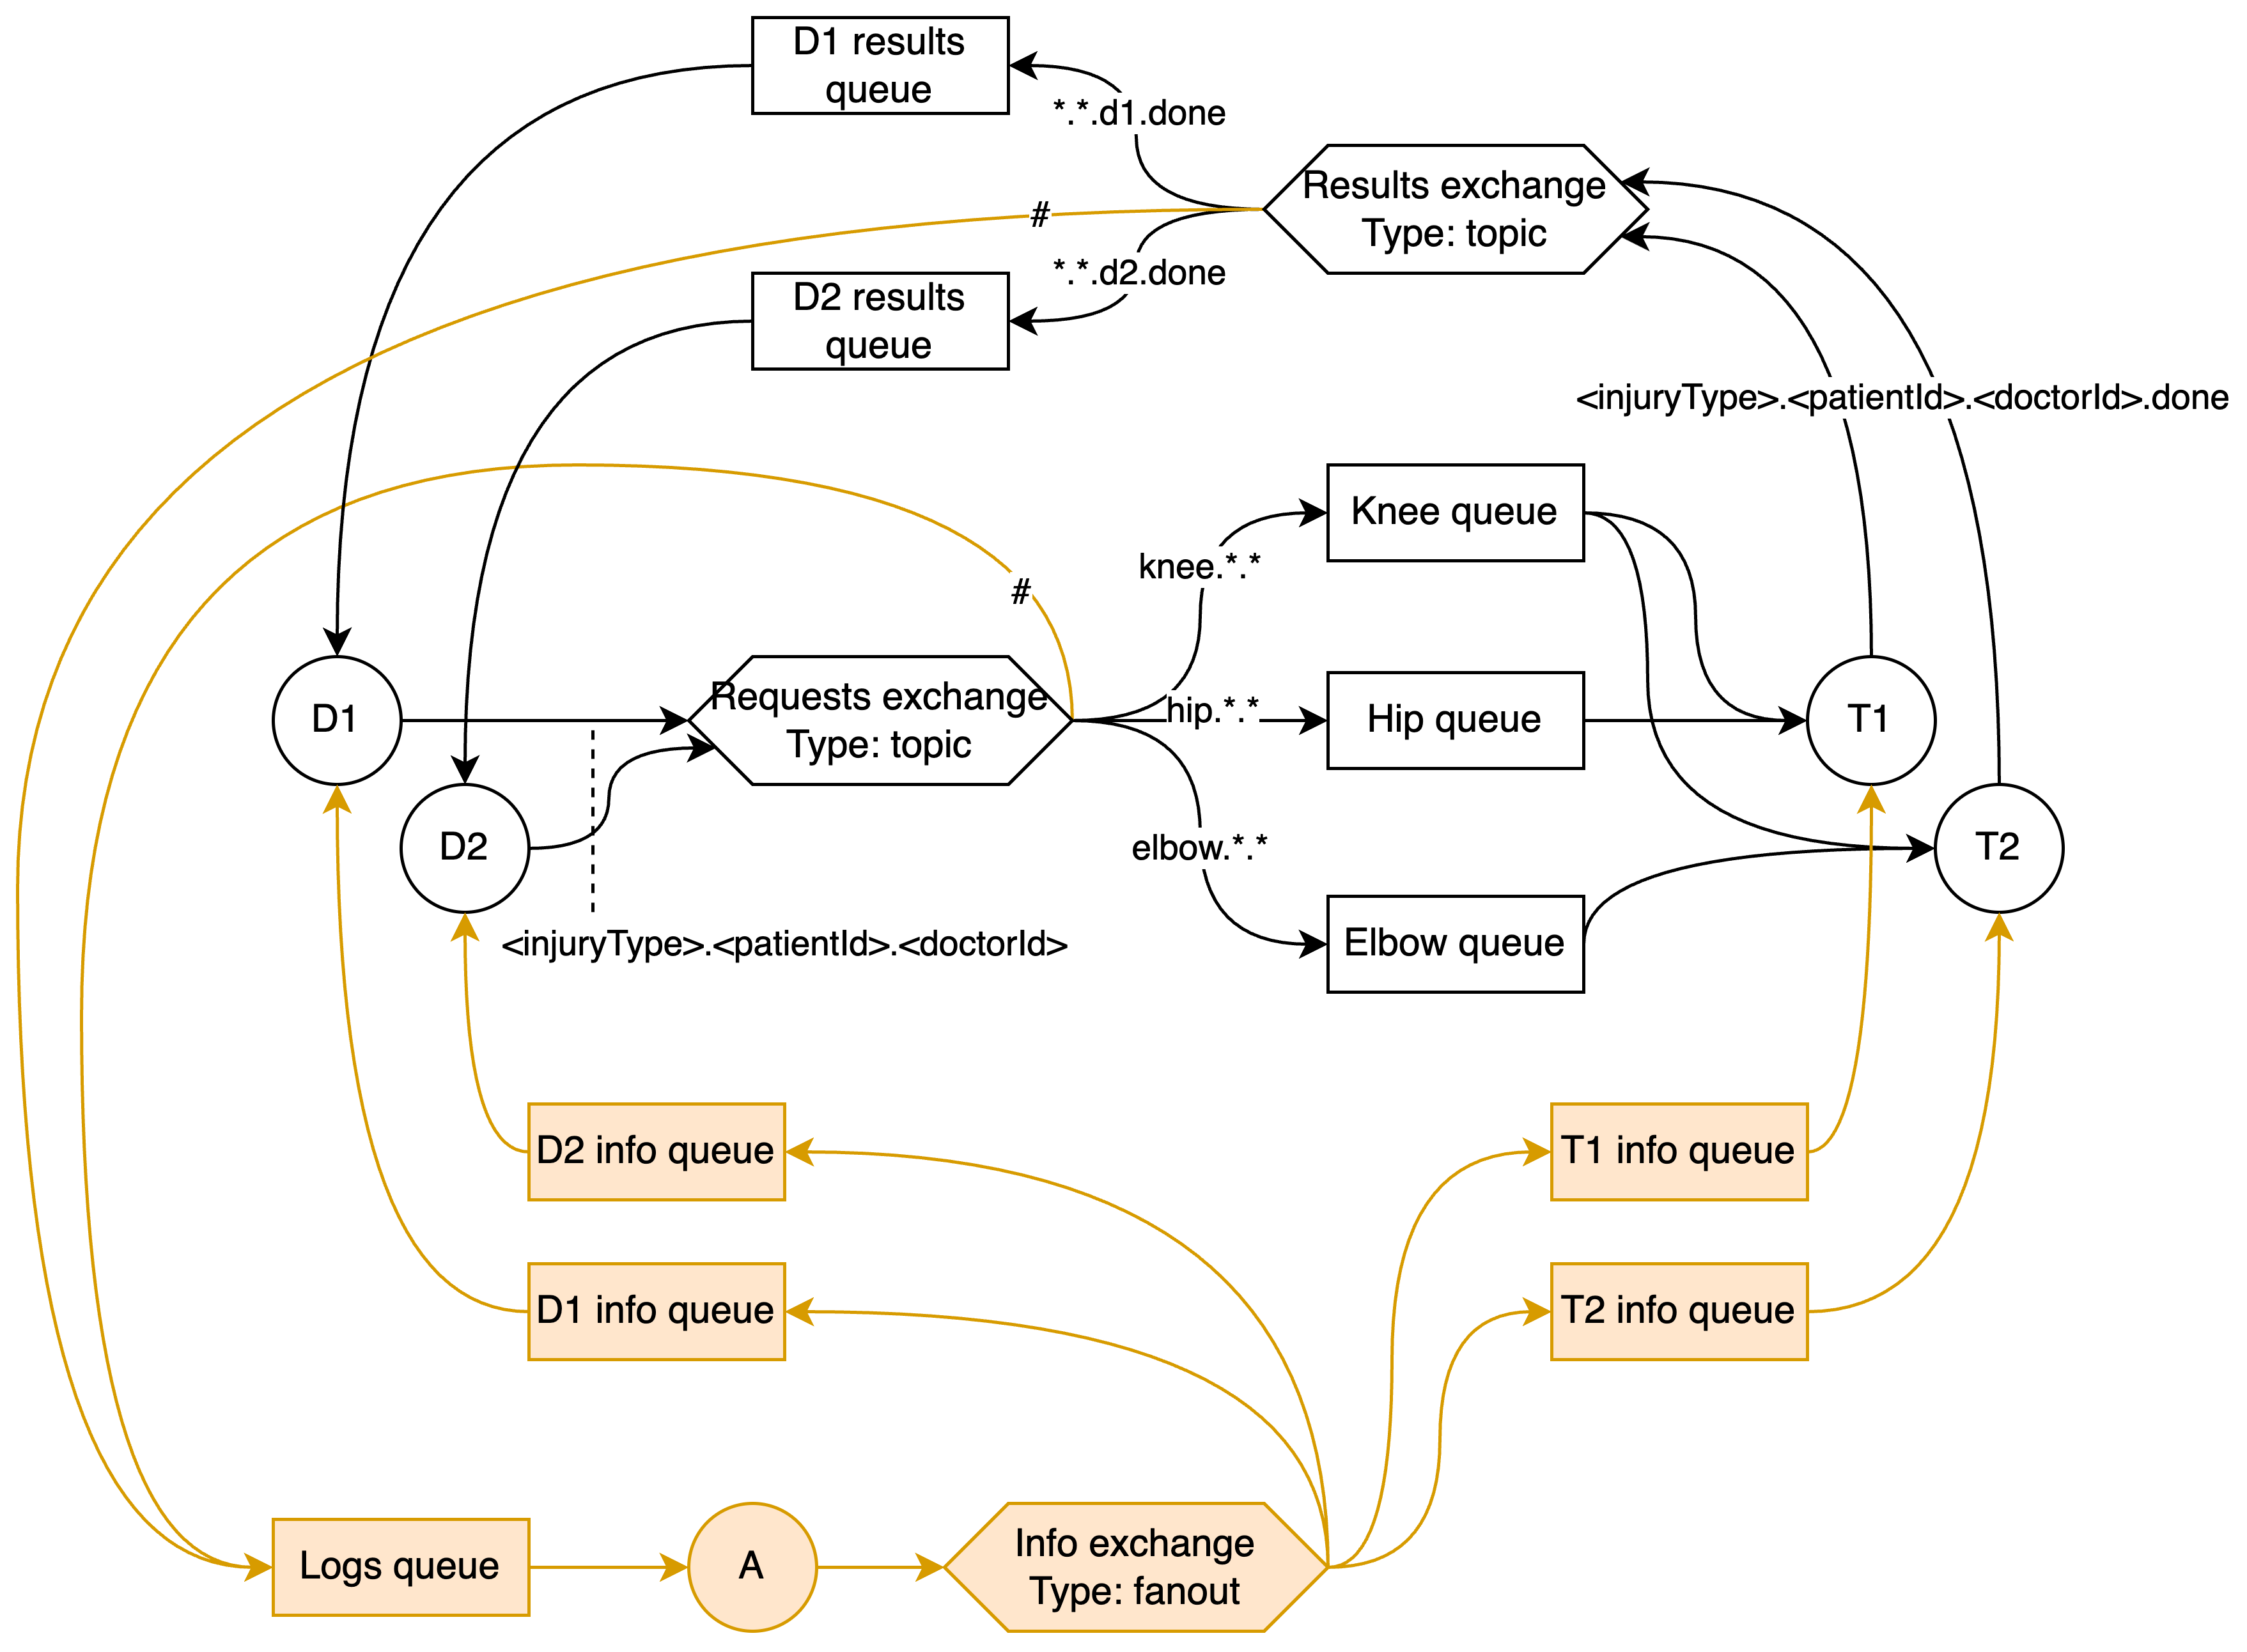 D1 results
queue
*.*.d1.done
Results exchange
Type: topic
#
*.*.d2.done
D2 results
queue
<injuryType>.<patientId>.<doctorId>.done
Knee queue
knee.*.*
#
D1
Requests exchange
Type: topic
hip.*.*
Hip queue
T1
D2
elbow.*.*
T2
<injuryType>.<patientId>.<doctorId>
Elbow queue
D2 info queue
T1 info queue
D1 info queue
T2 info queue
Logs queue
A
Info exchange
Type: fanout